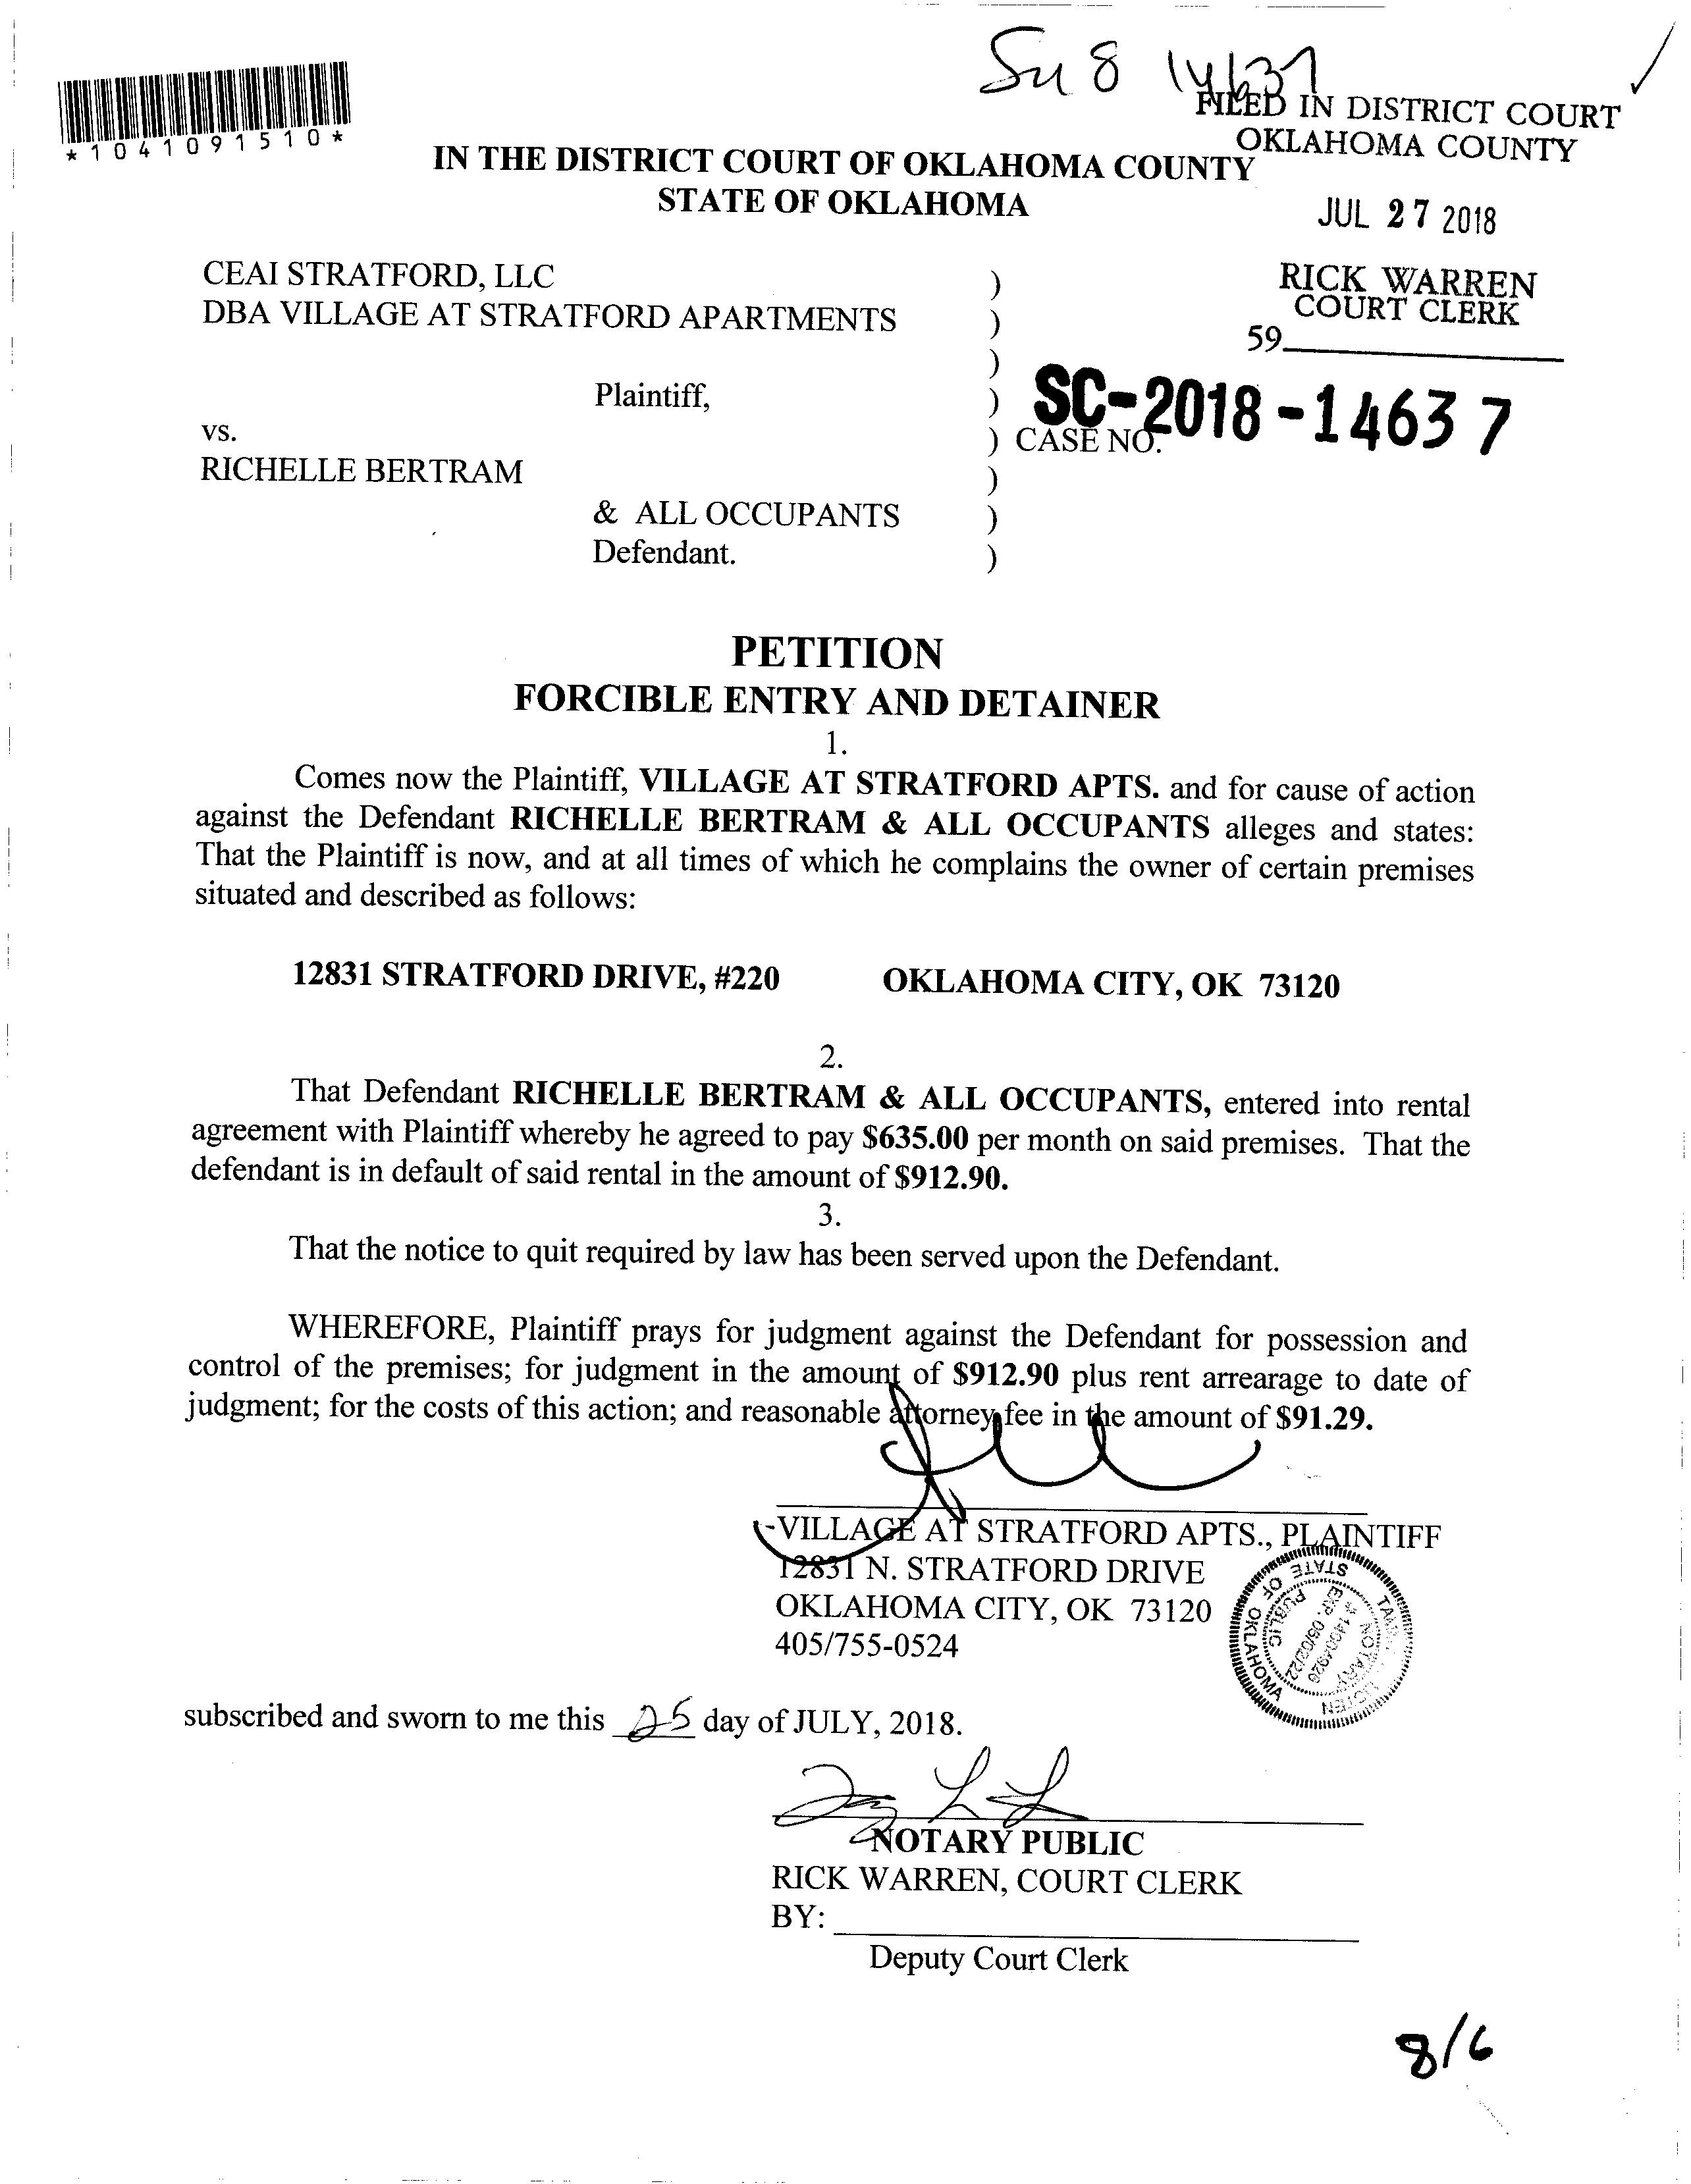 Su 8 14637
*1041091510*
FILED IN DISTRICT COURT
OKLAHOMA COUNTY
IN THE DISTRICT COURT OF OKLAHOMA COUNTY
STATE OF OKLAHOMA
JUL 27 2018
RICK WARREN
COURT CLERK
59
CEAI STRATFORD, LLC )
DBA VILLAGE AT STRATFORD APARTMENTS )
)
Plaintiff, )
SC-2018-14637
vs. ) CASE NO.
RICHELLE BERTRAM )
& ALL OCCUPANTS )
Defendant. )
PETITION
FORCIBLE ENTRY AND DETAINER
1.
Comes now the Plaintiff, VILLAGE AT STRATFORD APTS. and for cause of action
against the Defendant RICHELLE BERTRAM & ALL OCCUPANTS alleges and states:
That the Plaintiff is now, and at all times of which he complains the owner of certain premises
situated and described as follows:
12831 STRATFORD DRIVE, #220 OKLAHOMA CITY, OK 73120
2.
That Defendant RICHELLE BERTRAM & ALL OCCUPANTS, entered into rental
agreement with Plaintiff whereby he agreed to pay $635.00 per month on said premises. That the
defendant is in default of said rental in the amount of $912.90.
3.
That the notice to quit required by law has been served upon the Defendant.
WHEREFORE, Plaintiff prays for judgment against the Defendant for possession and
control of the premises; for judgment in the amount of $912.90 plus rent arrearage to date of
judgment; for the costs of this action; and reasonable attorney fee in the amount of $91.29.
-VILLAGE AT STRATFORD APTS., PLAINTIFF
12831 N. STRATFORD DRIVE
OKLAHOMA CITY, OK 73120
405/755-0524
STATE OF OKLAHOMA
NOTARY PUBLIC
# 14004926
EXP. 05/02/22
subscribed and sworn to me this 25 day of JULY, 2018.
NOTARY PUBLIC
RICK WARREN, COURT CLERK
BY:
Deputy Court Clerk
8/6